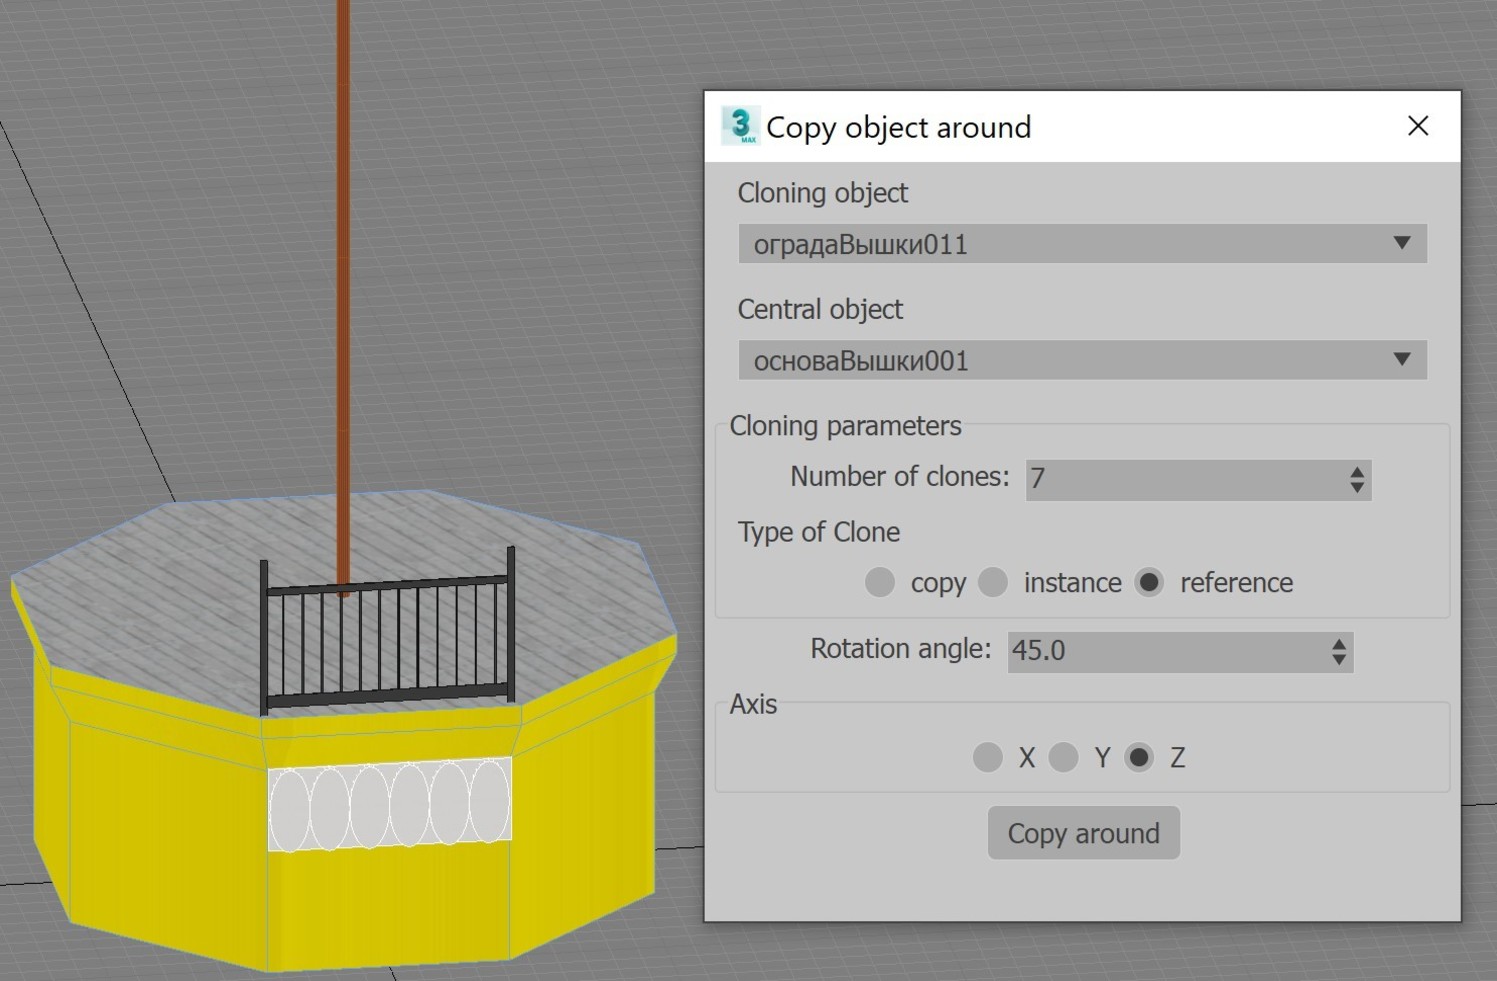 3 MAX Copy object around
Cloning object
оградаВышки011
Central object
основаВышки001
Cloning parameters
Number of clones: 7
Type of Clone
copy instance reference
Rotation angle: 45.0
Axis
X Y Z
Copy around